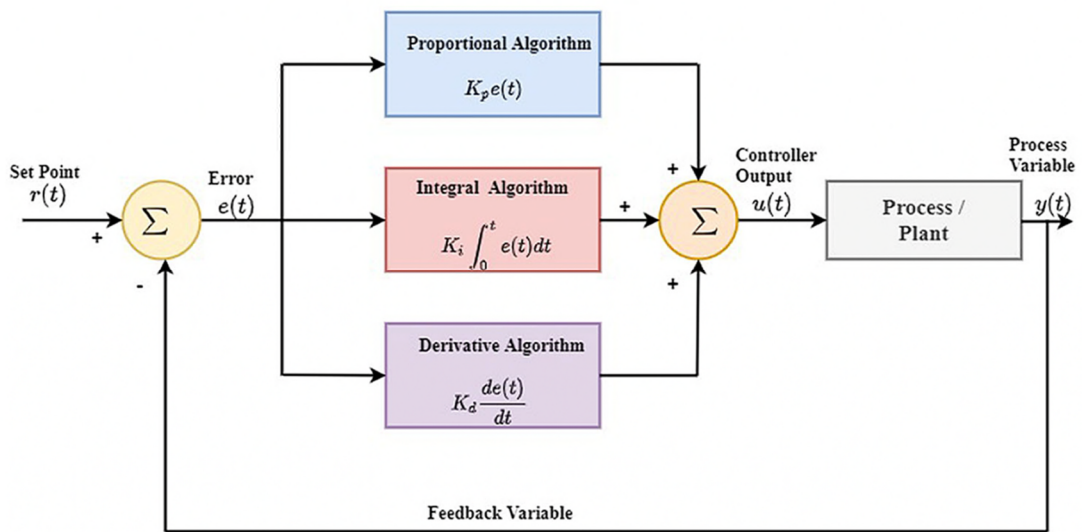 Proportional Algorithm
K_p e(t)
Set Point
r(t)
+
-
Σ
Error
e(t)
Integral Algorithm
K_i ∫_0^t e(t)dt
Derivative Algorithm
K_d de(t)/dt
+
+
+
Σ
Controller
Output
u(t)
Process /
Plant
Process
Variable
y(t)
Feedback Variable